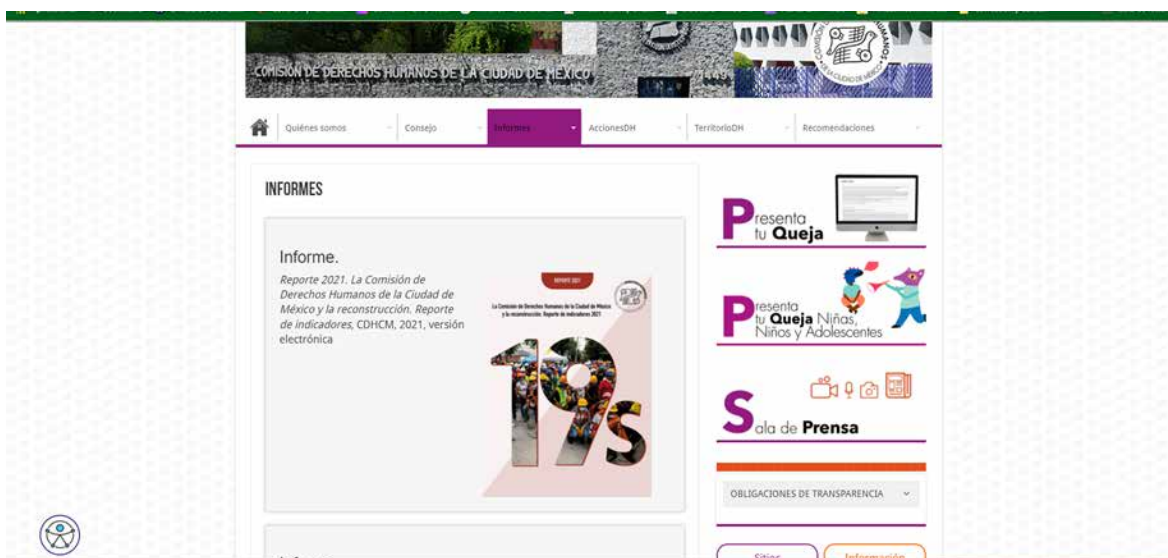 COMISIÓN DE DERECHOS HUMANOS DE LA CIUDAD DE MÉXICO
1449
Quiénes somos
Consejo
Informes
AccionesDH
TerritorioDH
Recomendaciones
INFORMES
Informe.
Reporte 2021. La Comisión de
Derechos Humanos de la Ciudad de
México y la reconstrucción. Reporte
de indicadores, CDHCM, 2021, versión
electrónica
REPORTE 2021
La Comisión de Derechos Humanos de la Ciudad de México
y la reconstrucción: Reporte de indicadores 2021
19s
Presenta
tu Queja
Presenta
tu Queja Niñas,
Niños y Adolescentes
Sala de Prensa
OBLIGACIONES DE TRANSPARENCIA
Sitios
Información